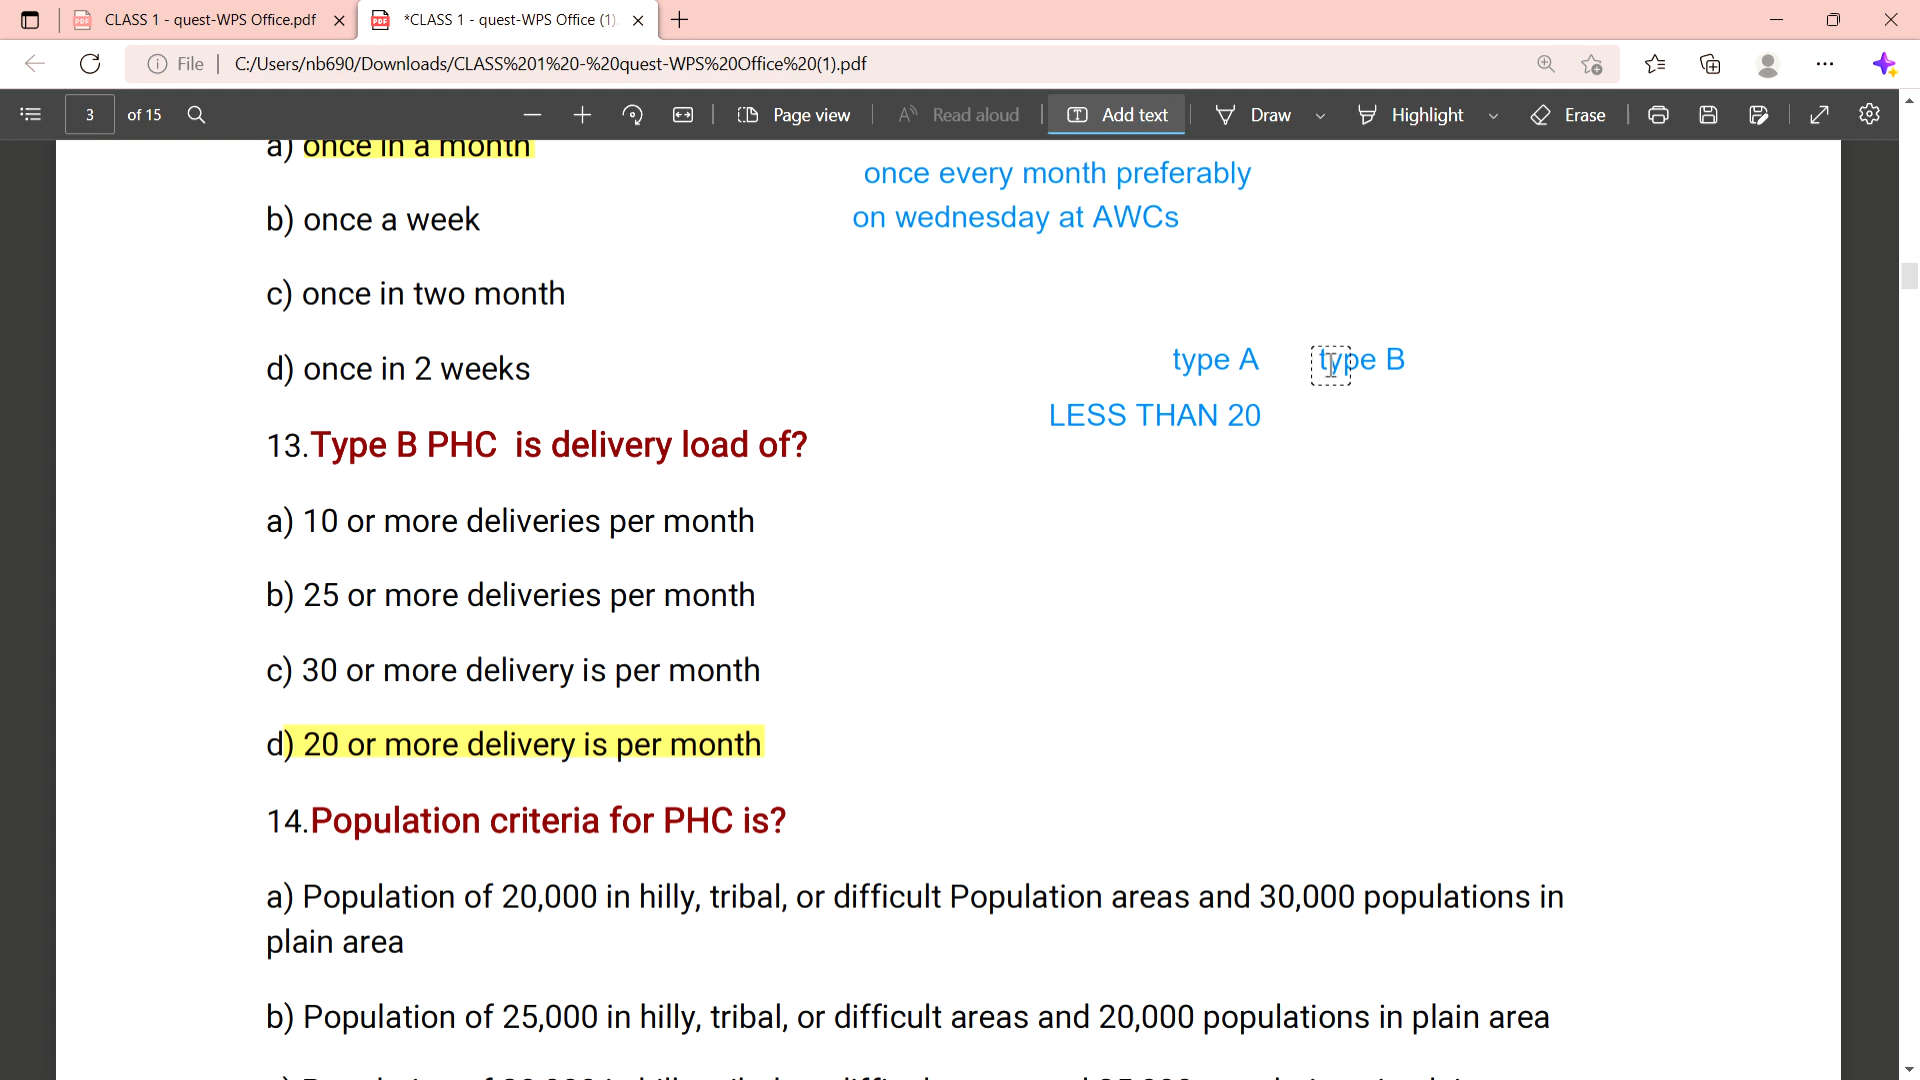 CLASS 1 - quest-WPS Office.pdf
*CLASS 1 - quest-WPS Office (1).
File
C:/Users/nb690/Downloads/CLASS%201%20-%20quest-WPS%20Office%20(1).pdf
3 of 15
Page view
Read aloud
Add text
Draw
Highlight
Erase
a) once in a month
once every month preferably
b) once a week
on wednesday at AWCs
c) once in two month
type A type B
d) once in 2 weeks
LESS THAN 20
13.Type B PHC is delivery load of?
a) 10 or more deliveries per month
b) 25 or more deliveries per month
c) 30 or more delivery is per month
d) 20 or more delivery is per month
14.Population criteria for PHC is?
a) Population of 20,000 in hilly, tribal, or difficult Population areas and 30,000 populations in
plain area
b) Population of 25,000 in hilly, tribal, or difficult areas and 20,000 populations in plain area